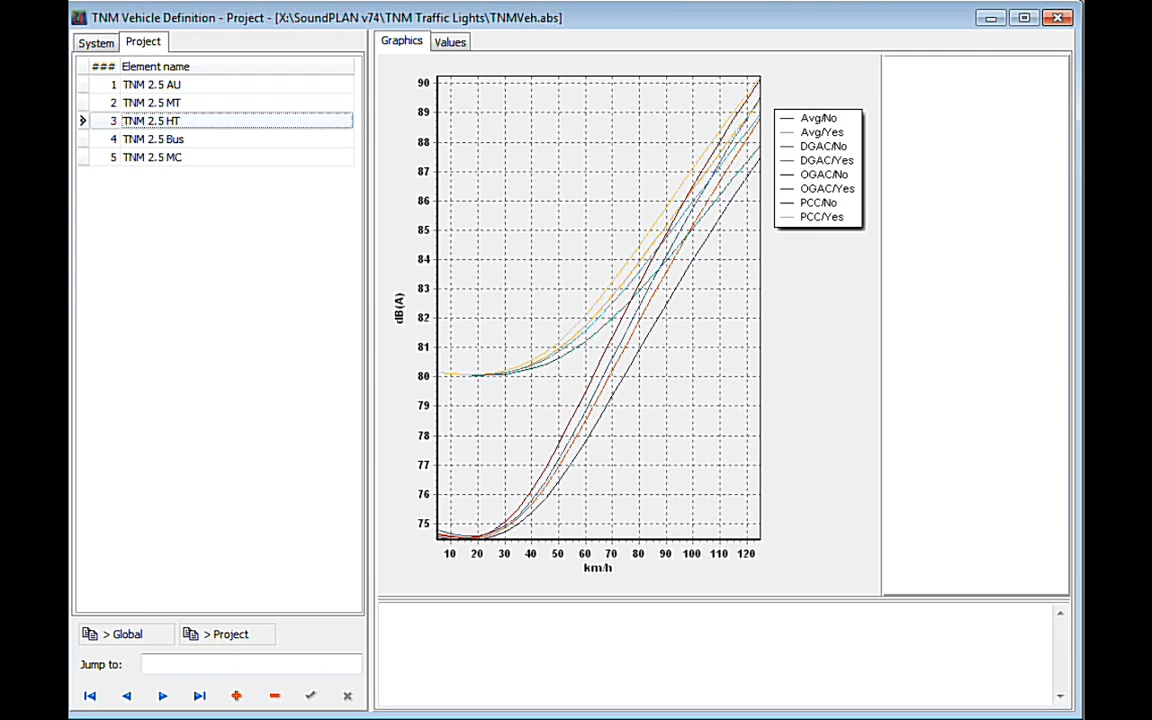 TNM Vehicle Definition - Project - [X:\SoundPLAN v74\TNM Traffic Lights\TNMVeh.abs]
System Project
### Element name
1 TNM 2.5 AU
2 TNM 2.5 MT
3 TNM 2.5 HT
4 TNM 2.5 Bus
5 TNM 2.5 MC
> Global > Project
Jump to:
Graphics Values
90
89
88
87
86
85
84
83
82
81
80
79
78
77
76
75
dB(A)
10 20 30 40 50 60 70 80 90 100 110 120
km/h
Avg/No
Avg/Yes
DGAC/No
DGAC/Yes
OGAC/No
OGAC/Yes
PCC/No
PCC/Yes